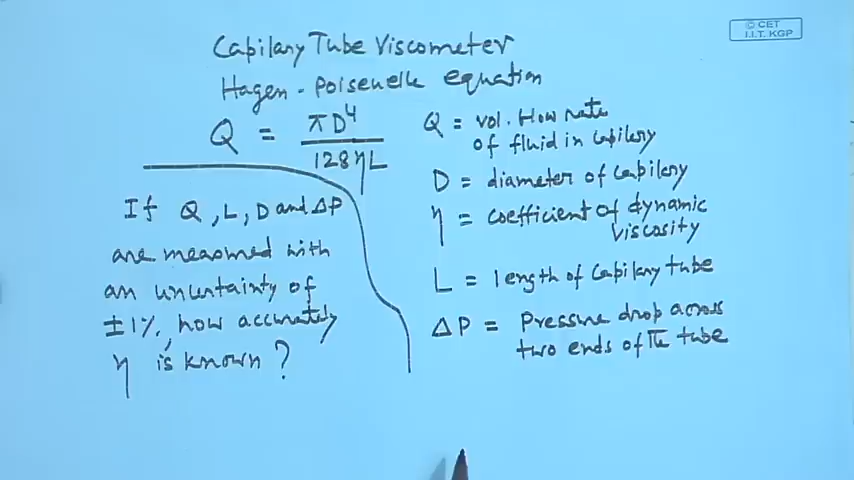 © CET
I.I.T. KGP
Capilary Tube Viscometer
Hagen - Poisenelle equation
Q = πD⁴ / 128ηL
If Q, L, D and ΔP
are measured with
an uncertainty of
±1%, how accurately
η is known?
Q = vol. flow rate
of fluid in capilary
D = diameter of capilary
η = coefficient of dynamic
viscosity
L = length of capilary tube
ΔP = Pressure drop across
two ends of the tube